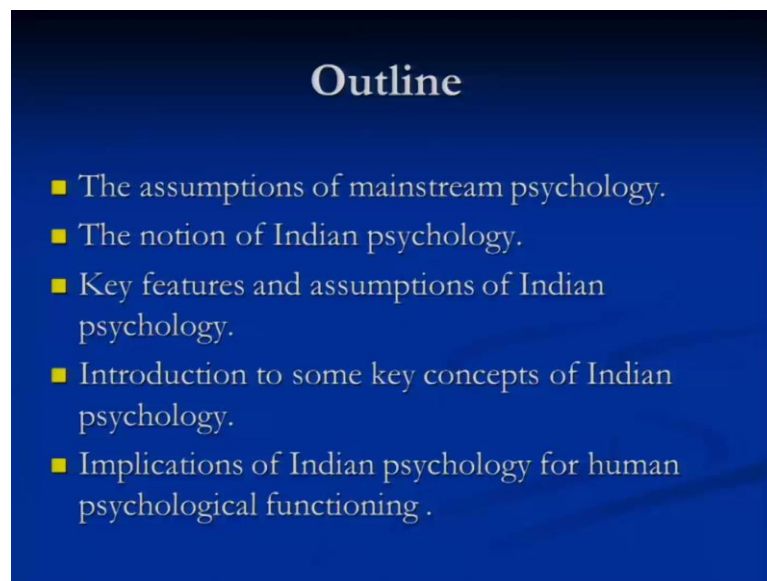 Outline
The assumptions of mainstream psychology.
The notion of Indian psychology.
Key features and assumptions of Indian
psychology.
Introduction to some key concepts of Indian
psychology.
Implications of Indian psychology for human
psychological functioning .